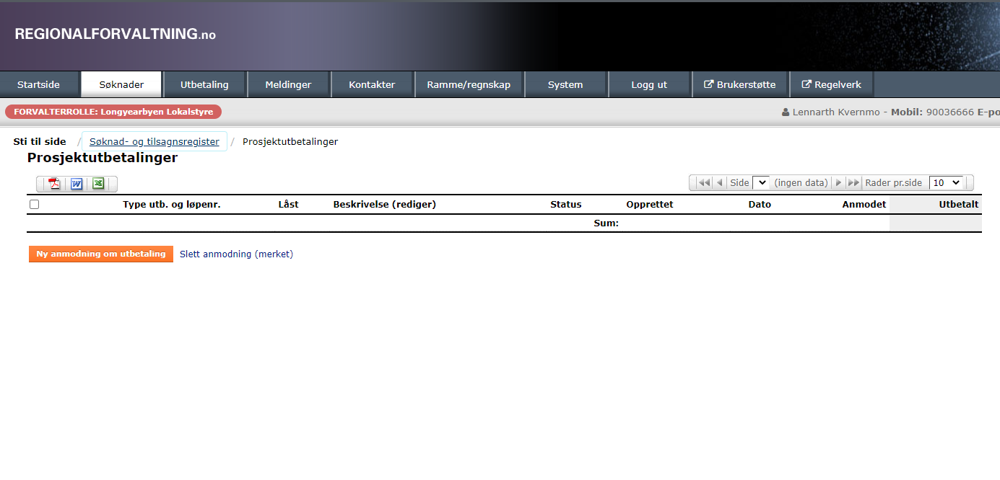 REGIONALFORVALTNING.no
Startside Søknader Utbetaling Meldinger Kontakter Ramme/regnskap System Logg ut Brukerstøtte Regelverk
FORVALTERROLLE: Longyearbyen Lokalstyre Lennarth Kvernmo - Mobil: 90036666 E-po
Sti til side / Søknad- og tilsagnsregister / Prosjektutbetalinger
Prosjektutbetalinger
Side (ingen data) Rader pr.side 10
Type utb. og løpenr. Låst Beskrivelse (rediger) Status Opprettet Dato Anmodet Utbetalt
Sum:
Ny anmodning om utbetaling Slett anmodning (merket)